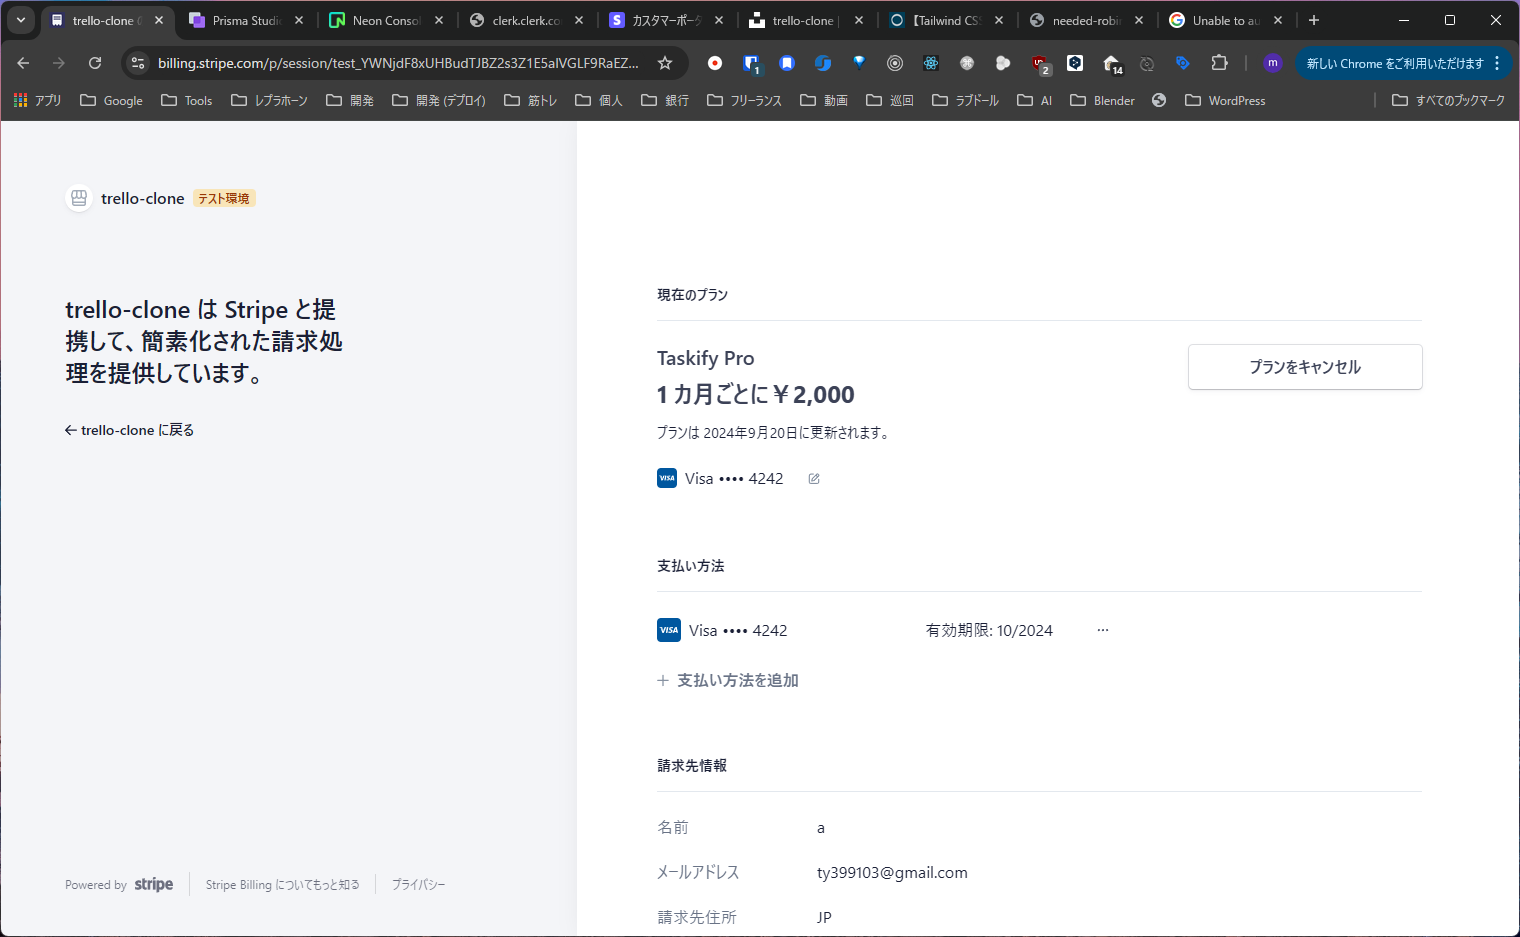 trello-clone の
Prisma Studio
Neon Consol
clerk.clerk.co
カスタマーポータ
trello-clone |
【Tailwind CSS
needed-robin
Unable to au
billing.stripe.com/p/session/test_YWNjdF8xUHBudTJBZ2s3Z1E5alVGLF9RaEZ...
1
2
14
m
新しい Chrome をご利用いただけます
アプリ
Google
Tools
レプラホーン
開発
開発 (デプロイ)
筋トレ
個人
銀行
フリーランス
動画
巡回
ラブドール
AI
Blender
WordPress
すべてのブックマーク
trello-clone テスト環境
trello-clone は Stripe と提
携して、簡素化された請求処
理を提供しています。
← trello-clone に戻る
Powered by stripe
Stripe Billing についてもっと知る
プライバシー
現在のプラン
Taskify Pro
1 カ月ごとに￥2,000
プランは 2024年9月20日に更新されます。
VISA Visa •••• 4242
プランをキャンセル
支払い方法
VISA Visa •••• 4242 有効期限: 10/2024 ···
＋ 支払い方法を追加
請求先情報
名前 a
メールアドレス ty399103@gmail.com
請求先住所 JP